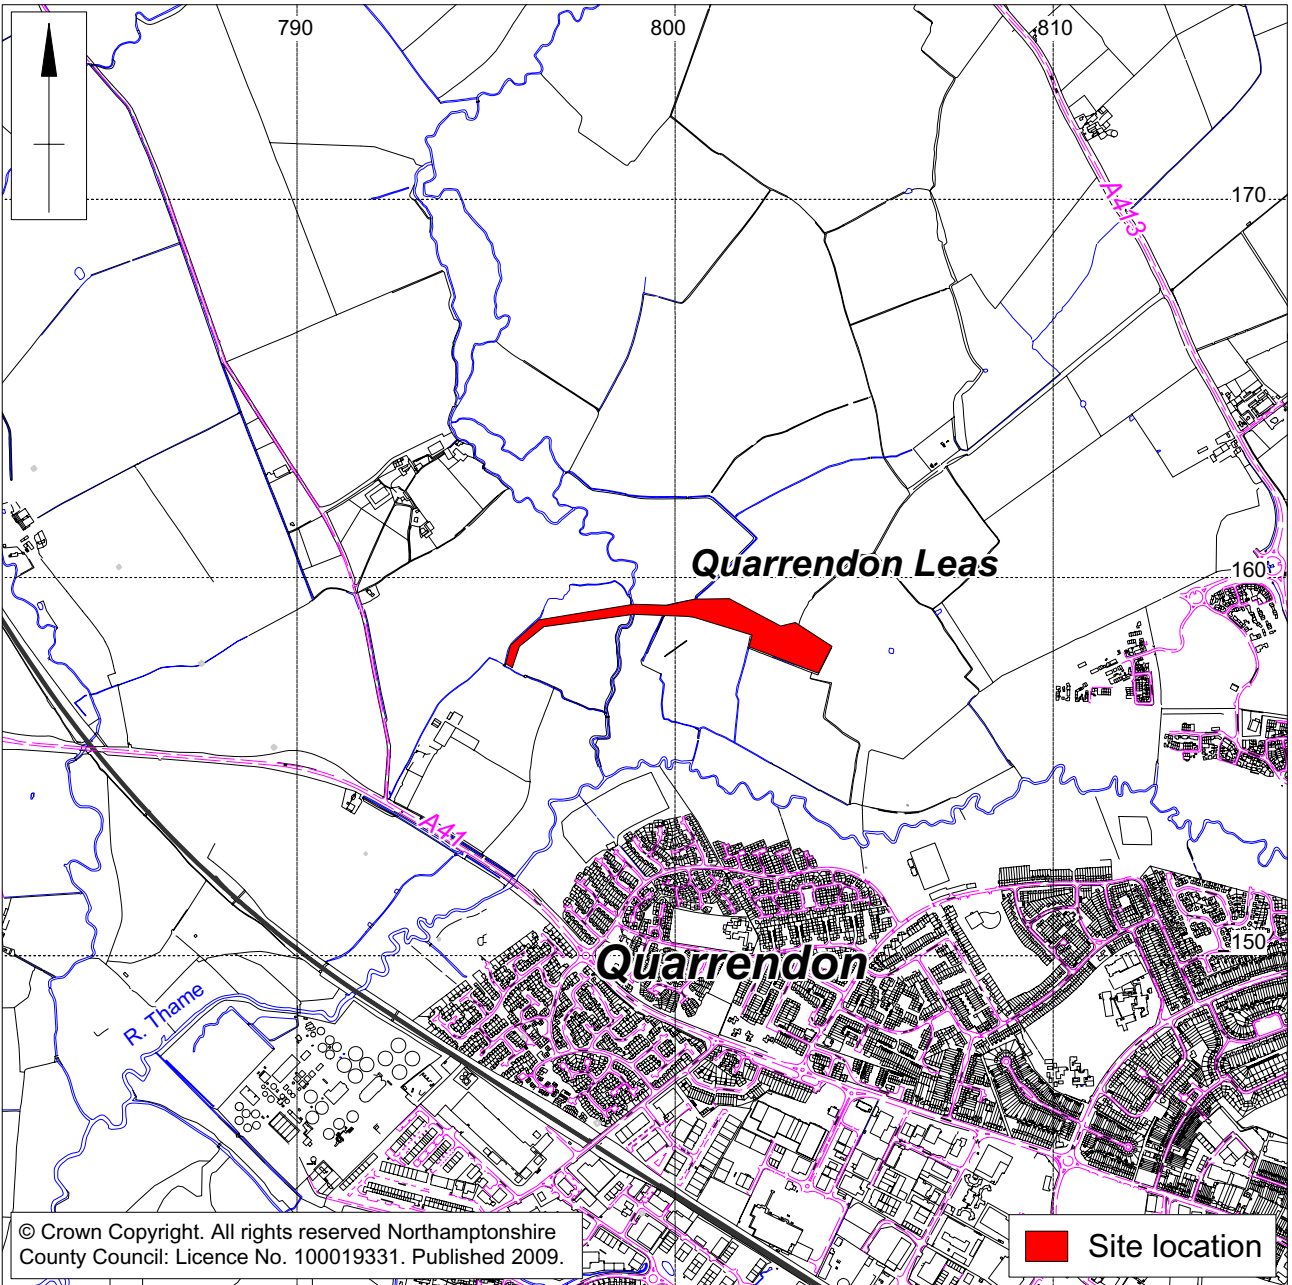 790
800
810
A413
170
Quarrendon Leas
160
A41
150
Quarrendon
R. Thame
© Crown Copyright. All rights reserved Northamptonshire
County Council: Licence No. 100019331. Published 2009.
Site location